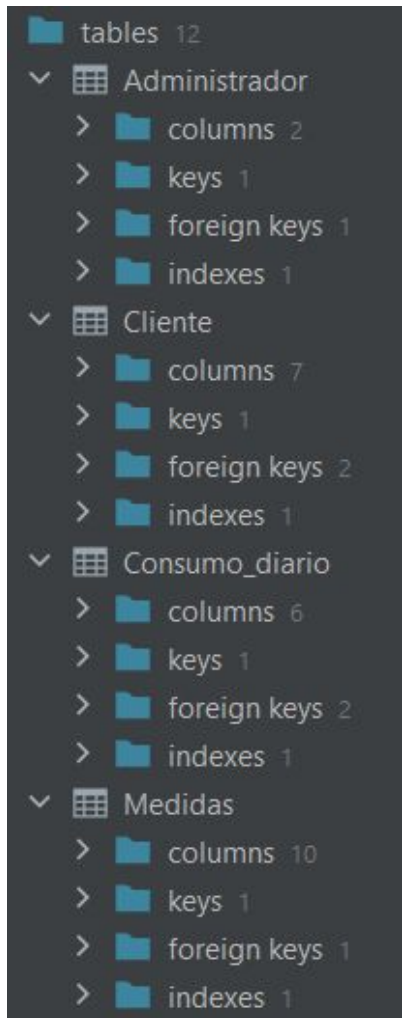 tables 12
Administrador
columns 2
keys 1
foreign keys 1
indexes 1
Cliente
columns 7
keys 1
foreign keys 2
indexes 1
Consumo_diario
columns 6
keys 1
foreign keys 2
indexes 1
Medidas
columns 10
keys 1
foreign keys 1
indexes 1